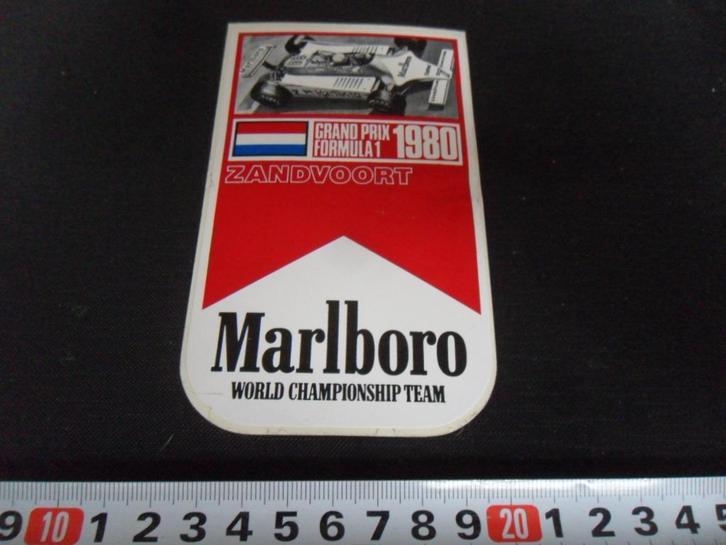 Marlboro
GRAND PRIX
FORMULA 1
1980
ZANDVOORT
Marlboro
WORLD CHAMPIONSHIP TEAM
9 10 1 2 3 4 5 6 7 8 9 20 1 2 3 4 5